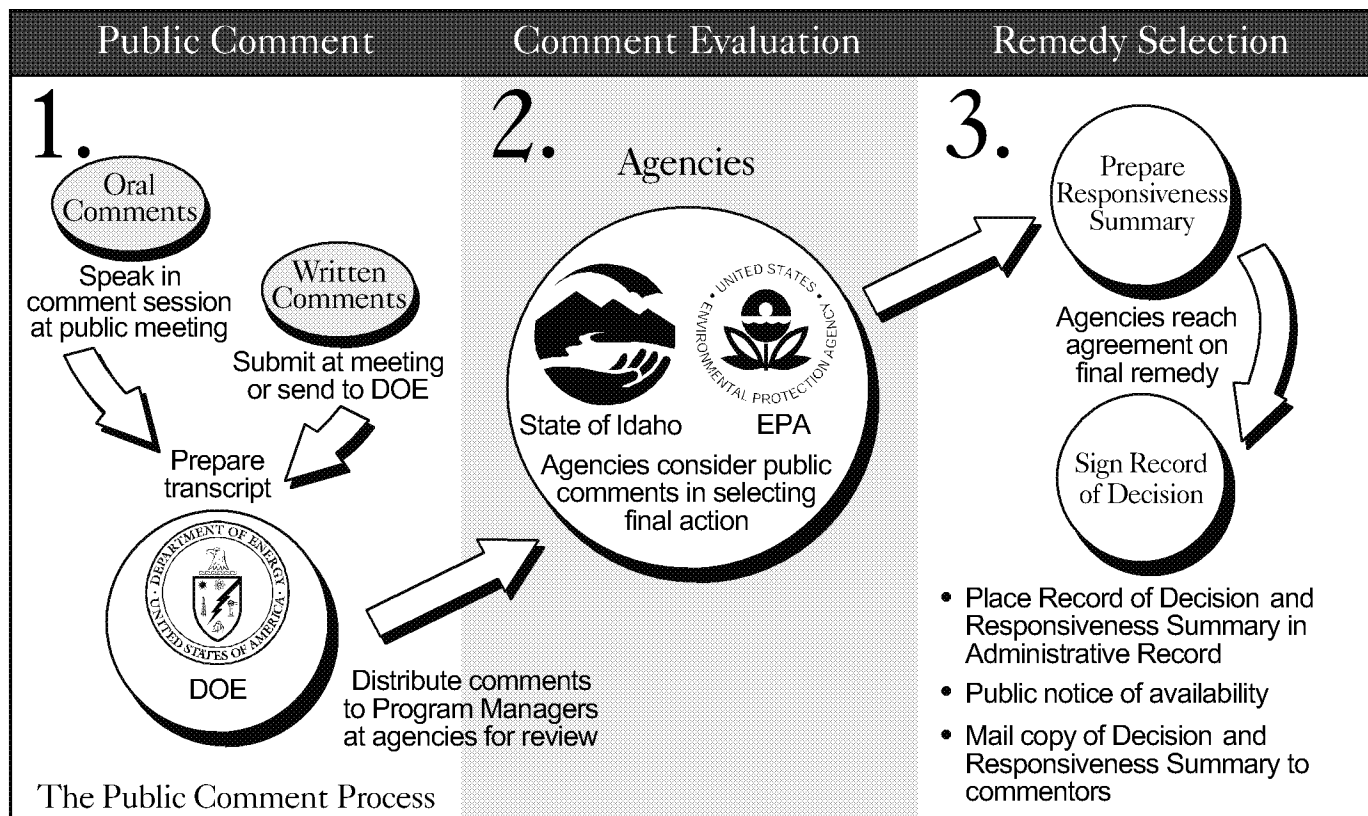 Public Comment
Comment Evaluation
Remedy Selection
1.
Oral
Comments
Speak in
comment session
at public meeting
Written
Comments
Submit at meeting
or send to DOE
Prepare
transcript
DEPARTMENT OF ENERGY
UNITED STATES OF AMERICA
DOE
Distribute comments
to Program Managers
at agencies for review
The Public Comment Process
2.
Agencies
UNITED STATES
ENVIRONMENTAL PROTECTION AGENCY
State of Idaho
EPA
Agencies consider public
comments in selecting
final action
3.
Prepare
Responsiveness
Summary
Agencies reach
agreement on
final remedy
Sign Record
of Decision
• Place Record of Decision and
Responsiveness Summary in
Administrative Record
• Public notice of availability
• Mail copy of Decision and
Responsiveness Summary to
commentors